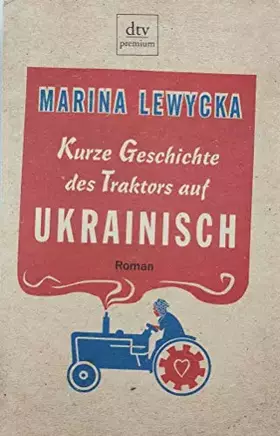 dtv
premium
MARINA LEWYCKA
Kurze Geschichte
des Traktors auf
UKRAINISCH
Roman